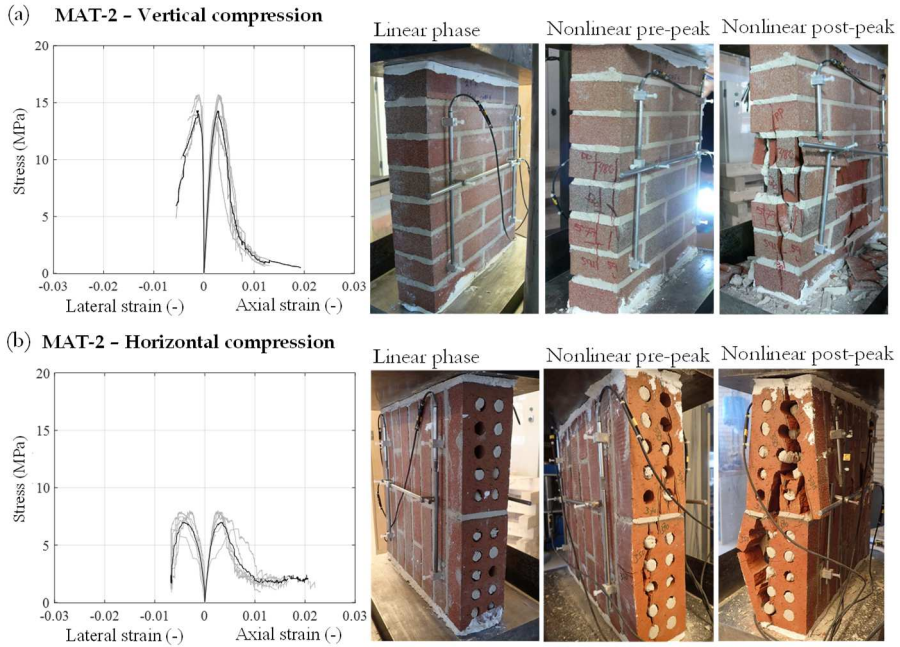 (a) MAT-2 – Vertical compression
Linear phase
Nonlinear pre-peak
Nonlinear post-peak
20
15
10
5
0
Stress (MPa)
-0.03 -0.02 -0.01 0 0.01 0.02 0.03
Lateral strain (-) Axial strain (-)
(b) MAT-2 – Horizontal compression
Linear phase
Nonlinear pre-peak
Nonlinear post-peak
20
15
10
5
0
Stress (MPa)
-0.03 -0.02 -0.01 0 0.01 0.02 0.03
Lateral strain (-) Axial strain (-)